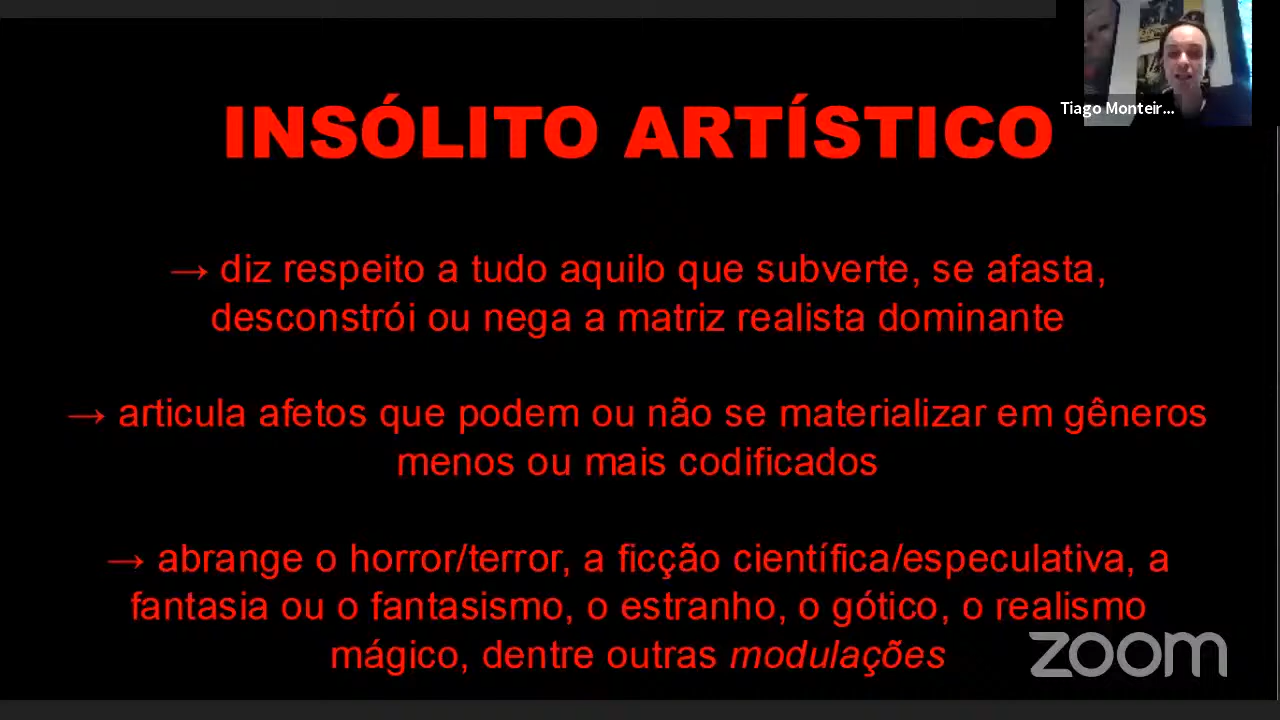 INSÓLITO ARTÍSTICO
Tiago Monteir...
→ diz respeito a tudo aquilo que subverte, se afasta,
desconstrói ou nega a matriz realista dominante
→ articula afetos que podem ou não se materializar em gêneros
menos ou mais codificados
→ abrange o horror/terror, a ficção científica/especulativa, a
fantasia ou o fantasismo, o estranho, o gótico, o realismo
mágico, dentre outras modulações
zoom